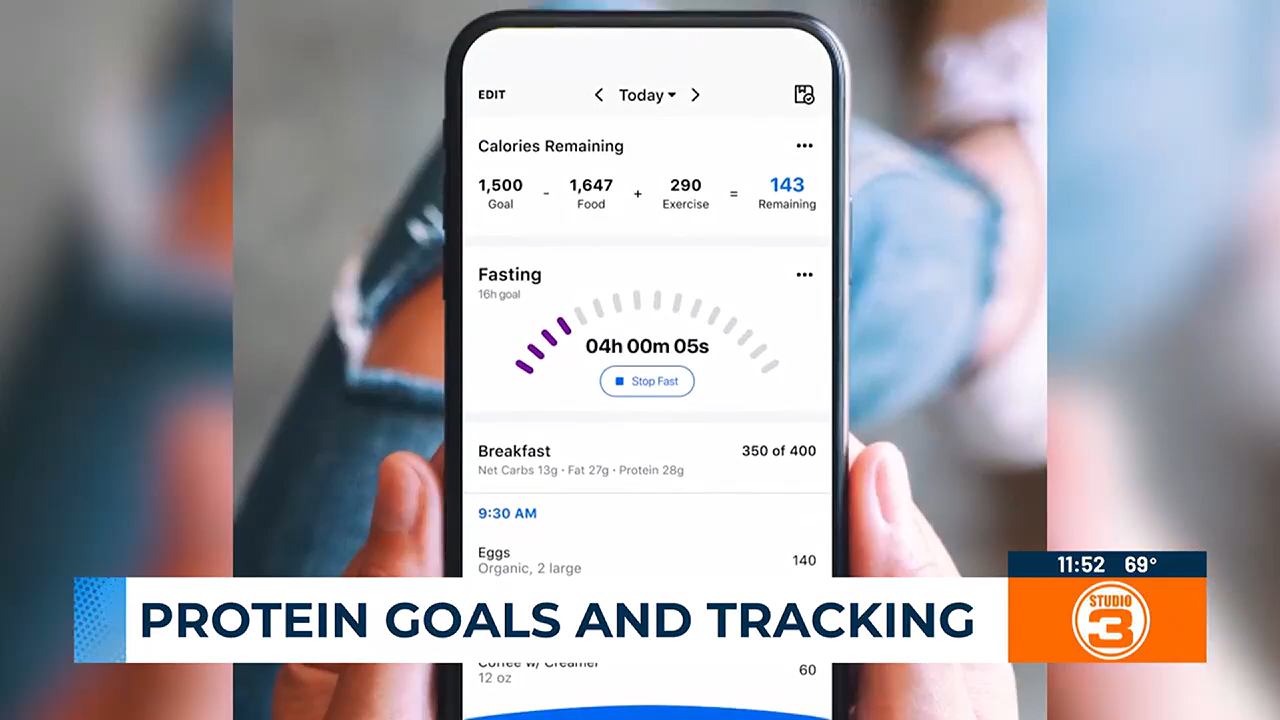 EDIT
Today
Calories Remaining
1,500 - 1,647 + 290 = 143
Goal Food Exercise Remaining
Fasting
16h goal
04h 00m 05s
Stop Fast
Breakfast 350 of 400
Net Carbs 13g · Fat 27g · Protein 28g
9:30 AM
Eggs 140
Organic, 2 large
PROTEIN GOALS AND TRACKING
11:52 69°
STUDIO
3
Coffee w/ Creamer
12 oz 60